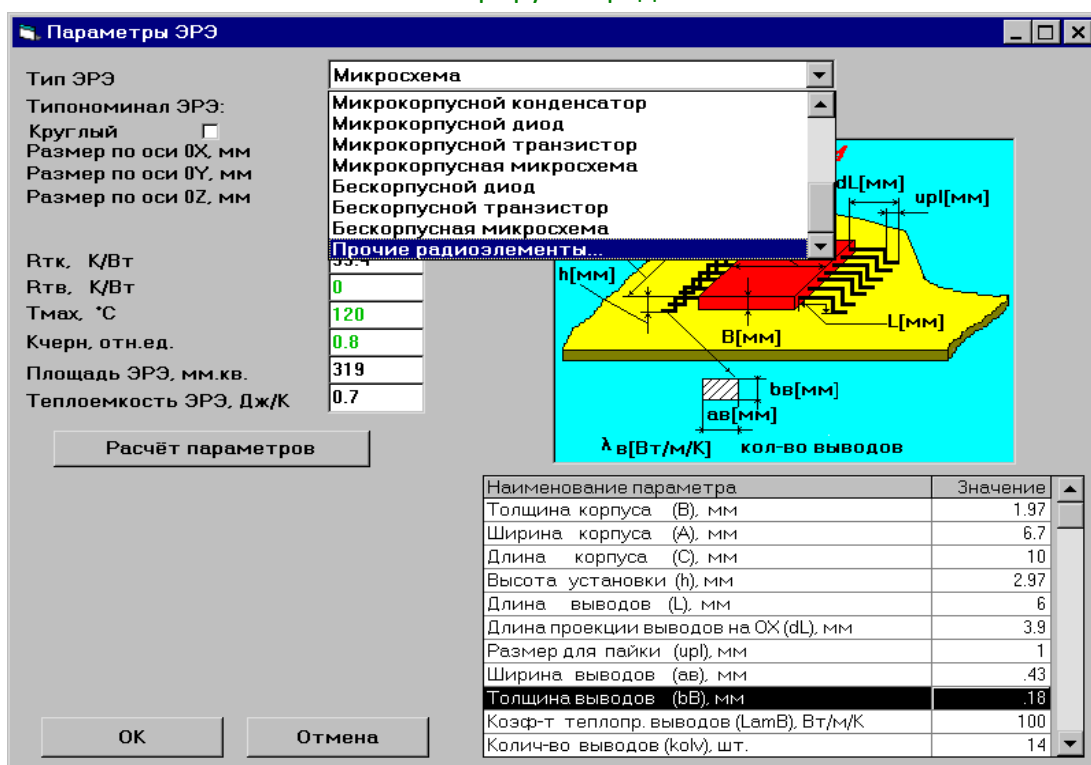 Параметры ЭРЭ
Тип ЭРЭ
Микросхема
Типономинал ЭРЭ:
Микрокорпусной конденсатор
Микрокорпусной диод
Микрокорпусной транзистор
Микрокорпусная микросхема
Бескорпусной диод
Бескорпусной транзистор
Бескорпусная микросхема
Прочие радиоэлементы...
Круглый
Размер по оси 0X, мм
Размер по оси 0Y, мм
Размер по оси 0Z, мм
Rтк, К/Вт
Rтв, К/Вт 0
Тмах, °С 120
Кчерн, отн.ед. 0.8
Площадь ЭРЭ, мм.кв. 319
Теплоемкость ЭРЭ, Дж/К 0.7
Расчёт параметров
dL[мм]
upl[мм]
h[мм]
L[мм]
B[мм]
bв[мм]
aв[мм]
λ в[Вт/м/К] кол-во выводов
Наименование параметра Значение
Толщина корпуса (B), мм 1.97
Ширина корпуса (A), мм 6.7
Длина корпуса (C), мм 10
Высота установки (h), мм 2.97
Длина выводов (L), мм 6
Длина проекции выводов на OX (dL), мм 3.9
Размер для пайки (upl), мм 1
Ширина выводов (aв), мм .43
Толщина выводов (bB), мм .18
Коэф-т теплопр. выводов (LamB), Вт/м/К 100
Колич-во выводов (kolv), шт. 14
OK
Отмена